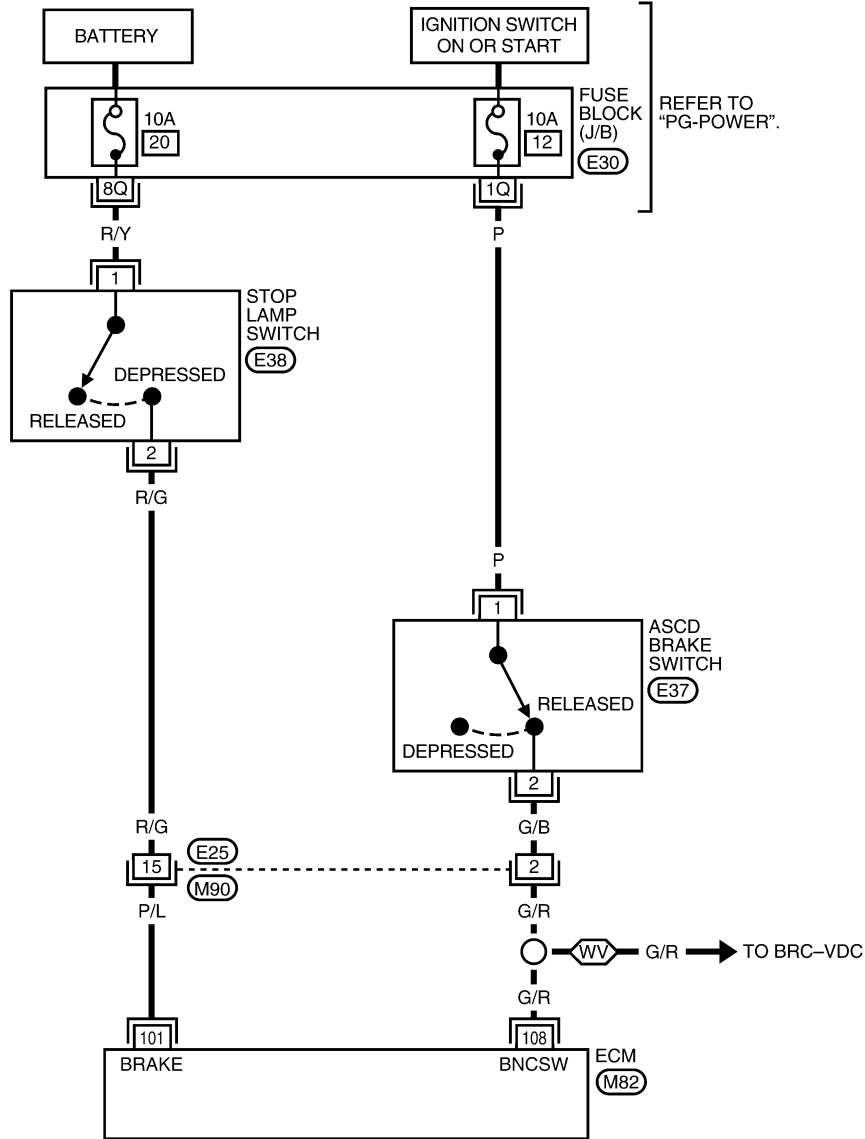 BATTERY
IGNITION SWITCH
ON OR START
10A
20
10A
12
FUSE
BLOCK
(J/B)
E30
REFER TO
“PG-POWER”.
8Q
1Q
R/Y
P
1
STOP
LAMP
SWITCH
E38
DEPRESSED
RELEASED
2
R/G
P
1
ASCD
BRAKE
SWITCH
E37
RELEASED
DEPRESSED
2
R/G
G/B
15
E25
M90
2
P/L
G/R
WV
G/R
TO BRC–VDC
G/R
101
108
BRAKE
BNCSW
ECM
M82